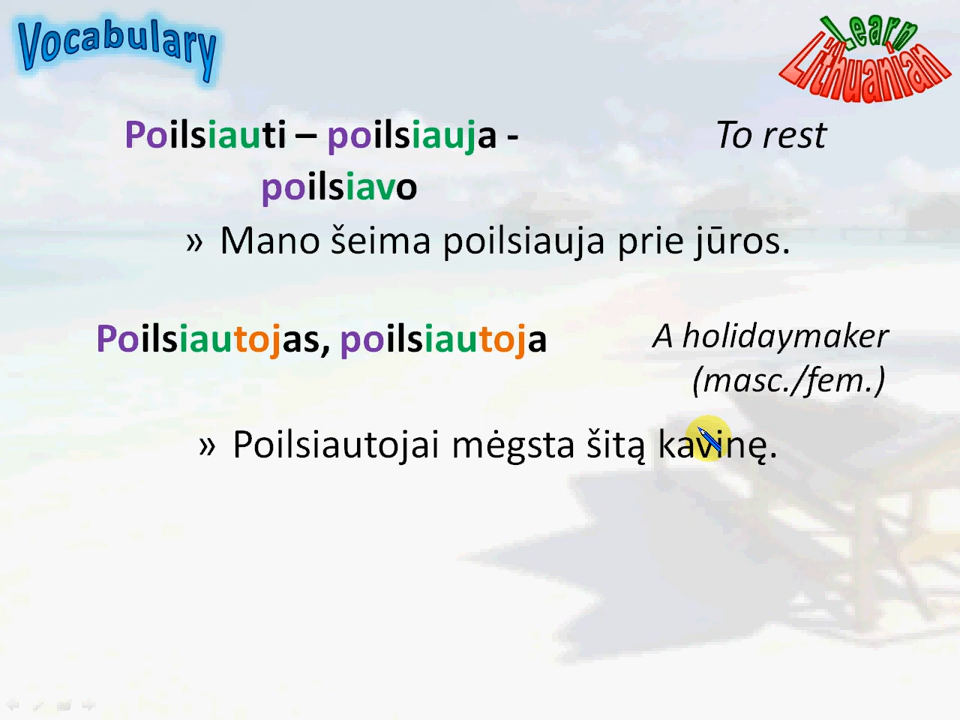 Vocabulary
Learn
Lithuanian
Poilsiauti – poilsiauja -
poilsiavo
To rest
» Mano šeima poilsiauja prie jūros.
Poilsiautojas, poilsiautoja
A holidaymaker
(masc./fem.)
» Poilsiautojai mėgsta šitą kavinę.